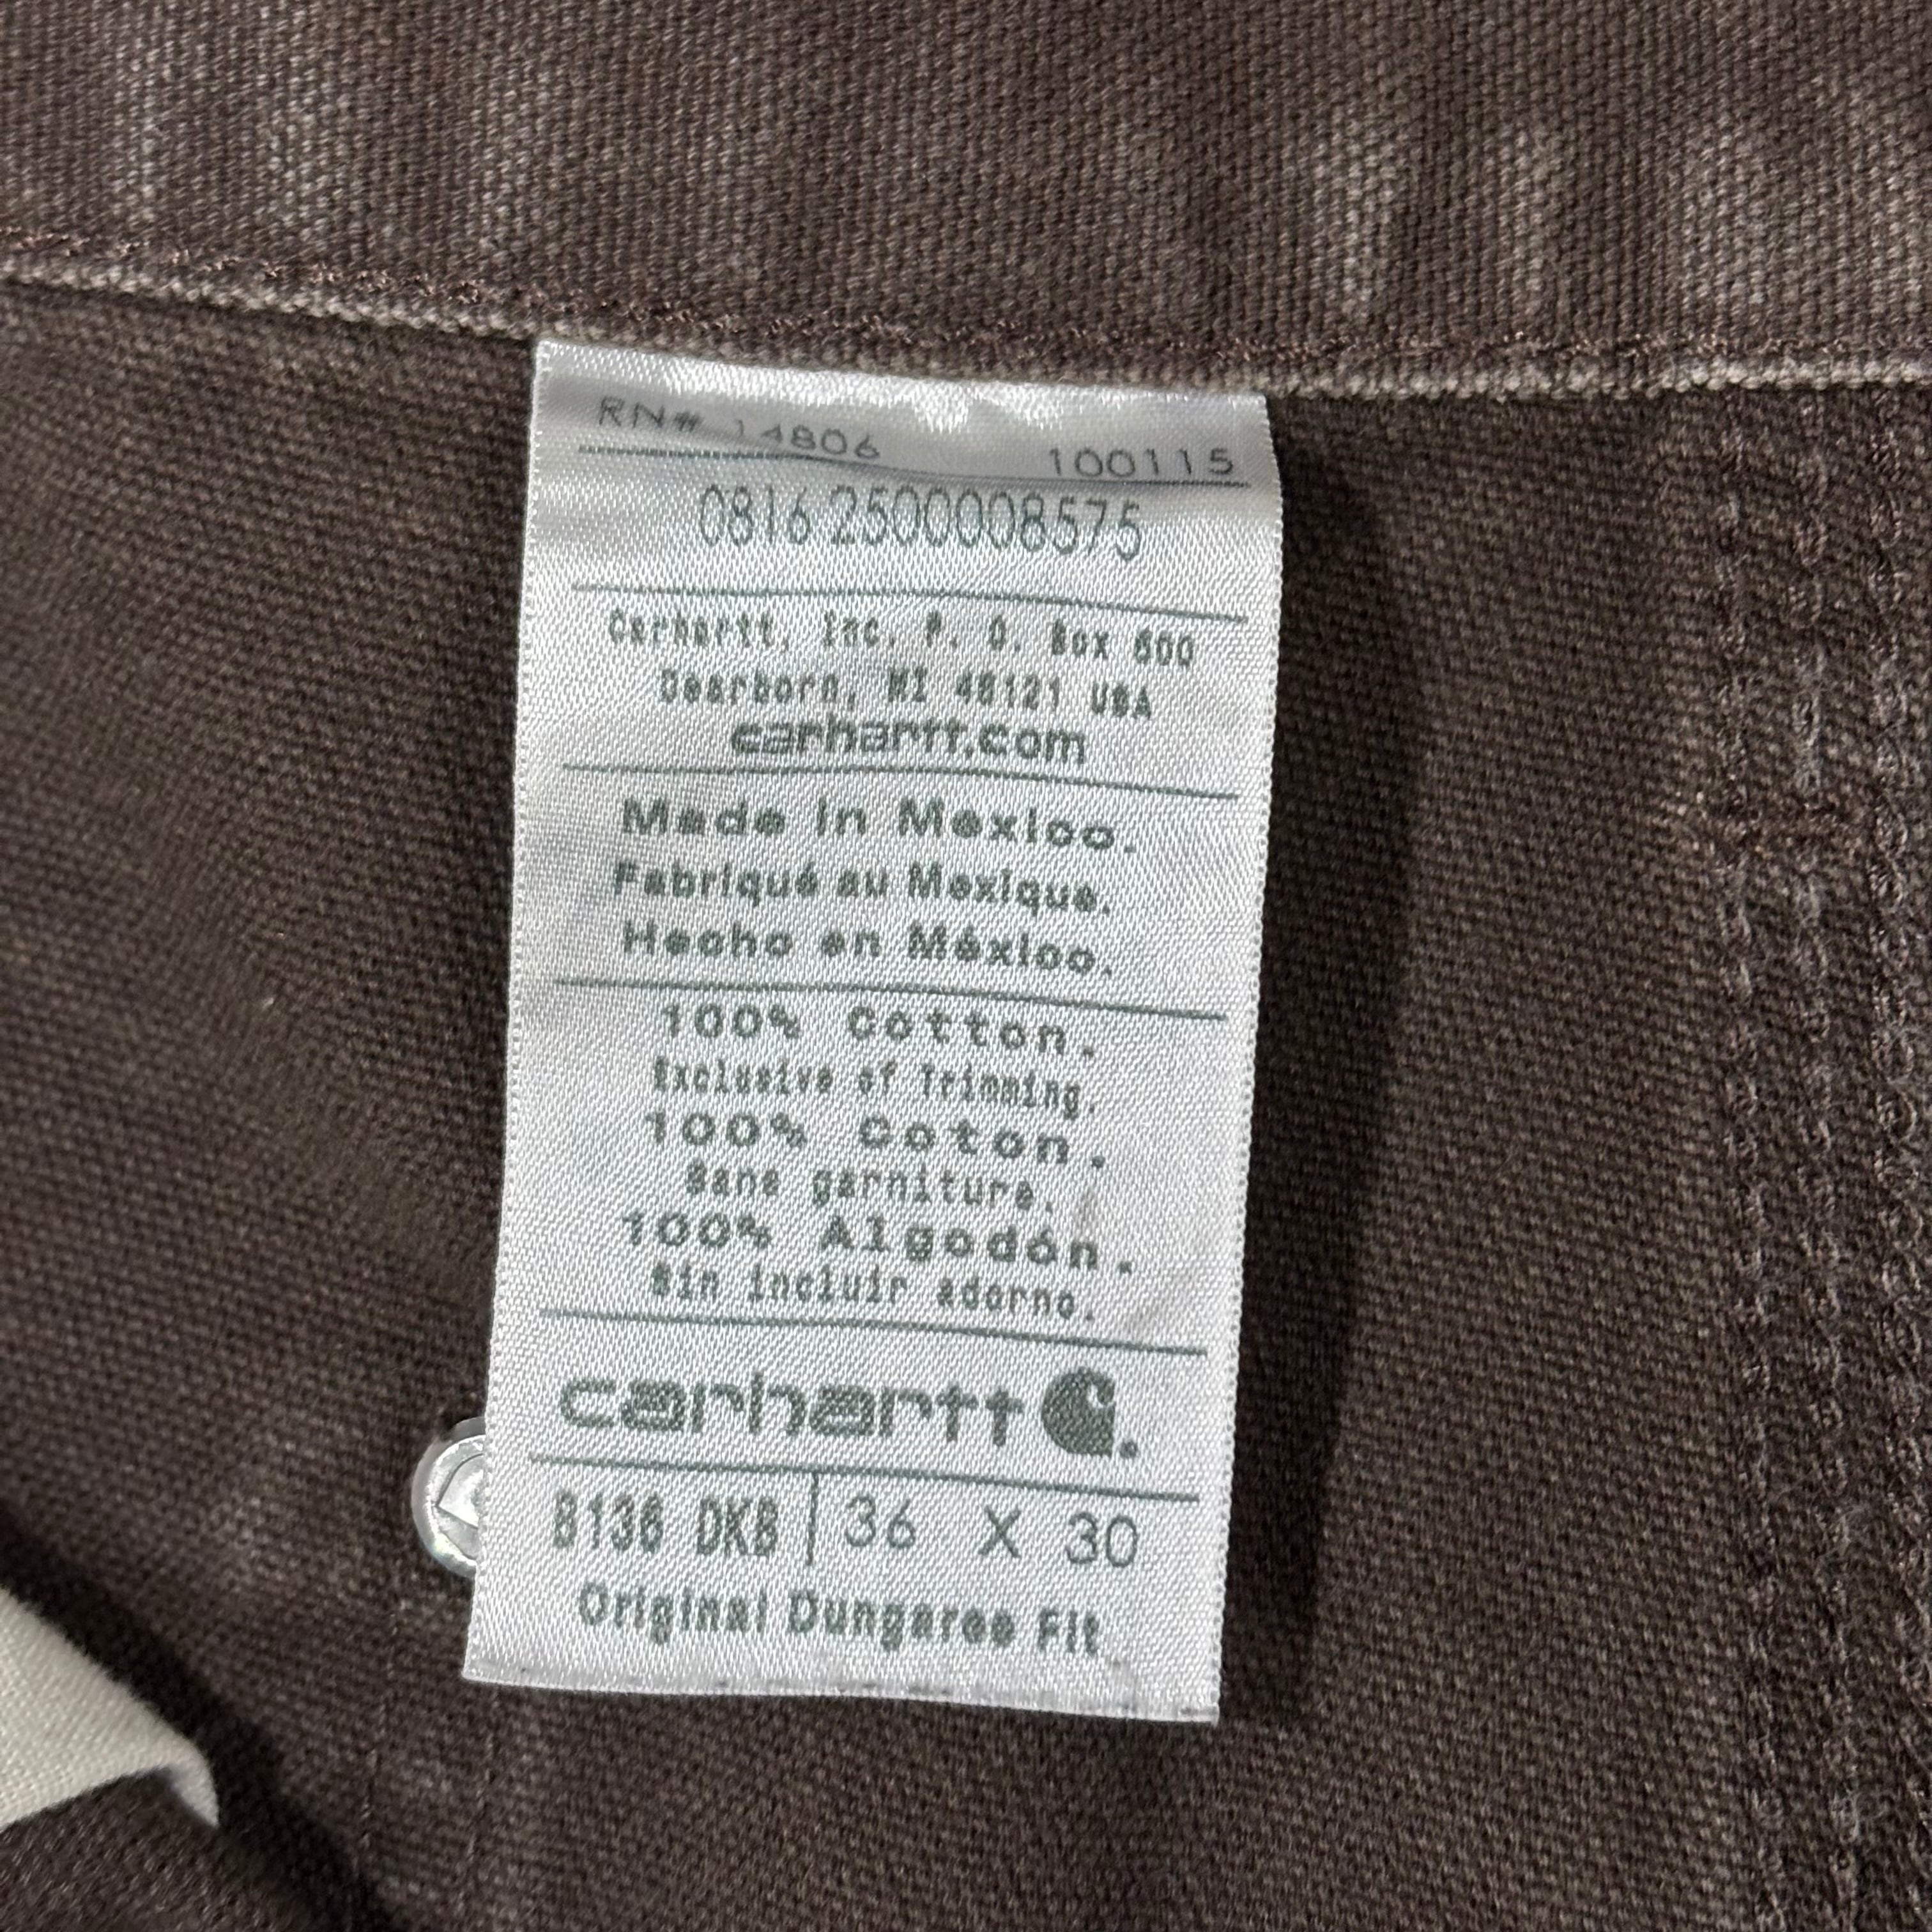 RN# 14806 100115
0816 2500008575
Carhartt, Inc. P. O. Box 600
Dearborn, MI 48121 USA
carhartt.com
Made in Mexico.
Fabriqué au Mexique.
Hecho en México.
100% Cotton.
Exclusive of Trimming.
100% Coton.
Sans garniture.
100% Algodón.
Sin incluir adorno.
carhartt
B136 DKB 36 X 30
Original Dungaree Fit